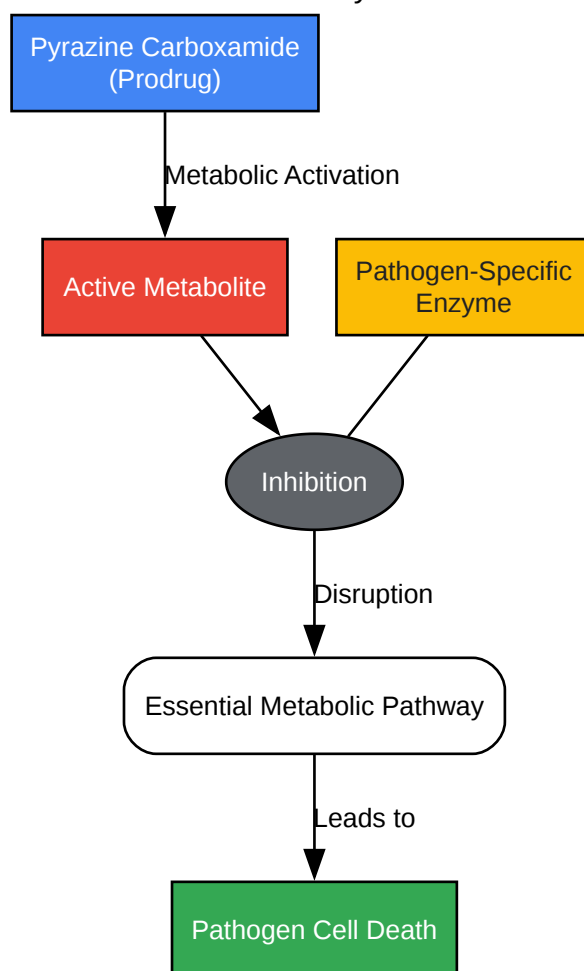 Pyrazine Carboxamide
(Prodrug)
Metabolic Activation
Active Metabolite
Pathogen-Specific
Enzyme
Inhibition
Disruption
Essential Metabolic Pathway
Leads to
Pathogen Cell Death